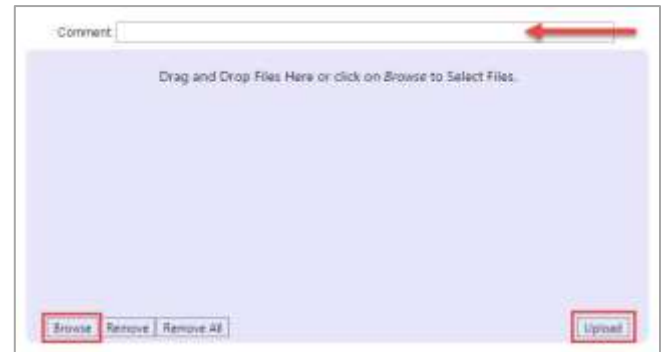 Comment
Drag and Drop Files Here or click on Browse to Select Files.
Browse Remove Remove All Upload